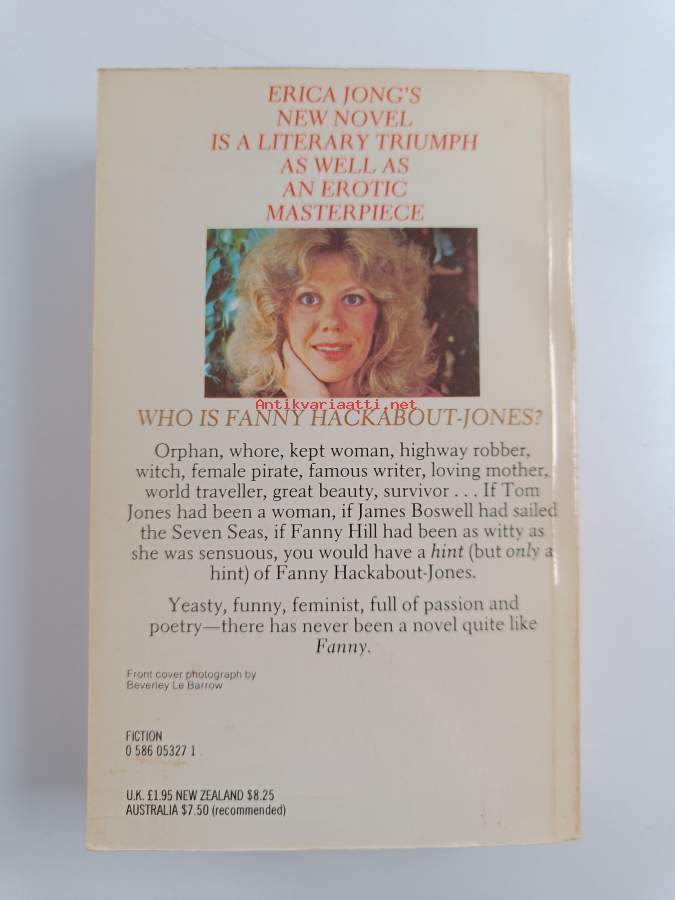 ERICA JONG'S
NEW NOVEL
IS A LITERARY TRIUMPH
AS WELL AS
AN EROTIC
MASTERPIECE
Antikvariaatti.net
WHO IS FANNY HACKABOUT-JONES?
Orphan, whore, kept woman, highway robber,
witch, female pirate, famous writer, loving mother,
world traveller, great beauty, survivor . . . If Tom
Jones had been a woman, if James Boswell had sailed
the Seven Seas, if Fanny Hill had been as witty as
she was sensuous, you would have a hint (but only a
hint) of Fanny Hackabout-Jones.
Yeasty, funny, feminist, full of passion and
poetry—there has never been a novel quite like
Fanny.
Front cover photograph by
Beverley Le Barrow
FICTION
0 586 05327 1
U.K. £1.95 NEW ZEALAND $8.25
AUSTRALIA $7.50 (recommended)